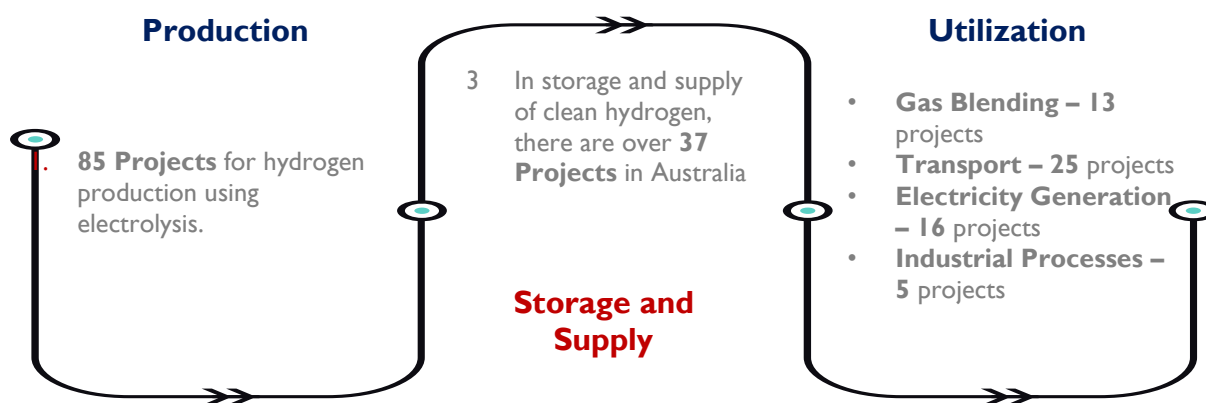 Production
1. 85 Projects for hydrogen
production using
electrolysis.
3 In storage and supply
of clean hydrogen,
there are over 37
Projects in Australia
Storage and
Supply
Utilization
• Gas Blending – 13
projects
• Transport – 25 projects
• Electricity Generation
– 16 projects
• Industrial Processes –
5 projects